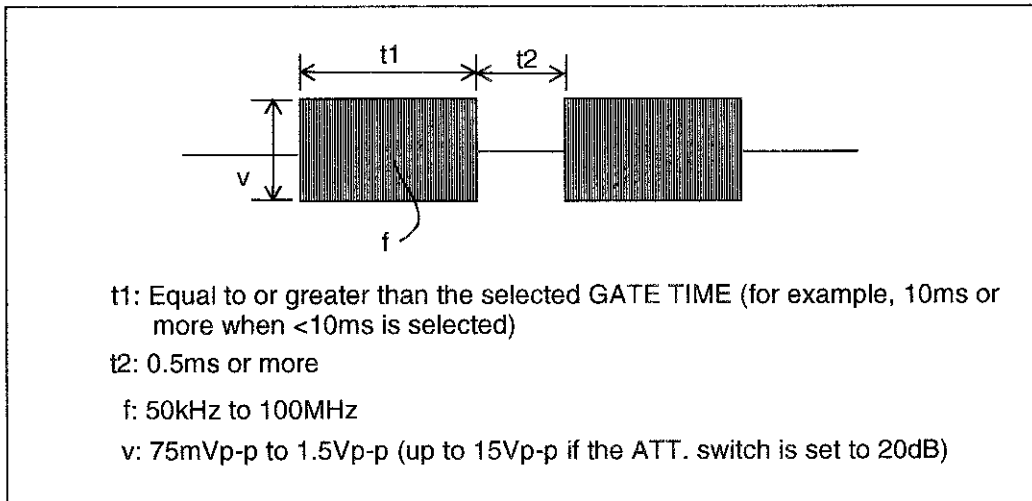 t1
t2
v
f
t1: Equal to or greater than the selected GATE TIME (for example, 10ms or
more when <10ms is selected)
t2: 0.5ms or more
f: 50kHz to 100MHz
v: 75mVp-p to 1.5Vp-p (up to 15Vp-p if the ATT. switch is set to 20dB)